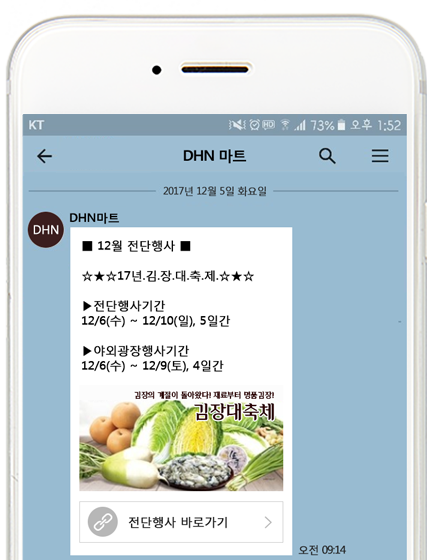 KT HD 73% 오후 1:52
DHN 마트
2017년 12월 5일 화요일
DHN
DHN마트
■ 12월 전단행사 ■
☆★☆17년.김.장.대.축.제.☆★☆
▶전단행사기간
12/6(수) ~ 12/10(일), 5일간
▶야외광장행사기간
12/6(수) ~ 12/9(토), 4일간
김장의 계절이 돌아왔다! 재료부터 명품김장!
김장대축체
전단행사 바로가기
오전 09:14